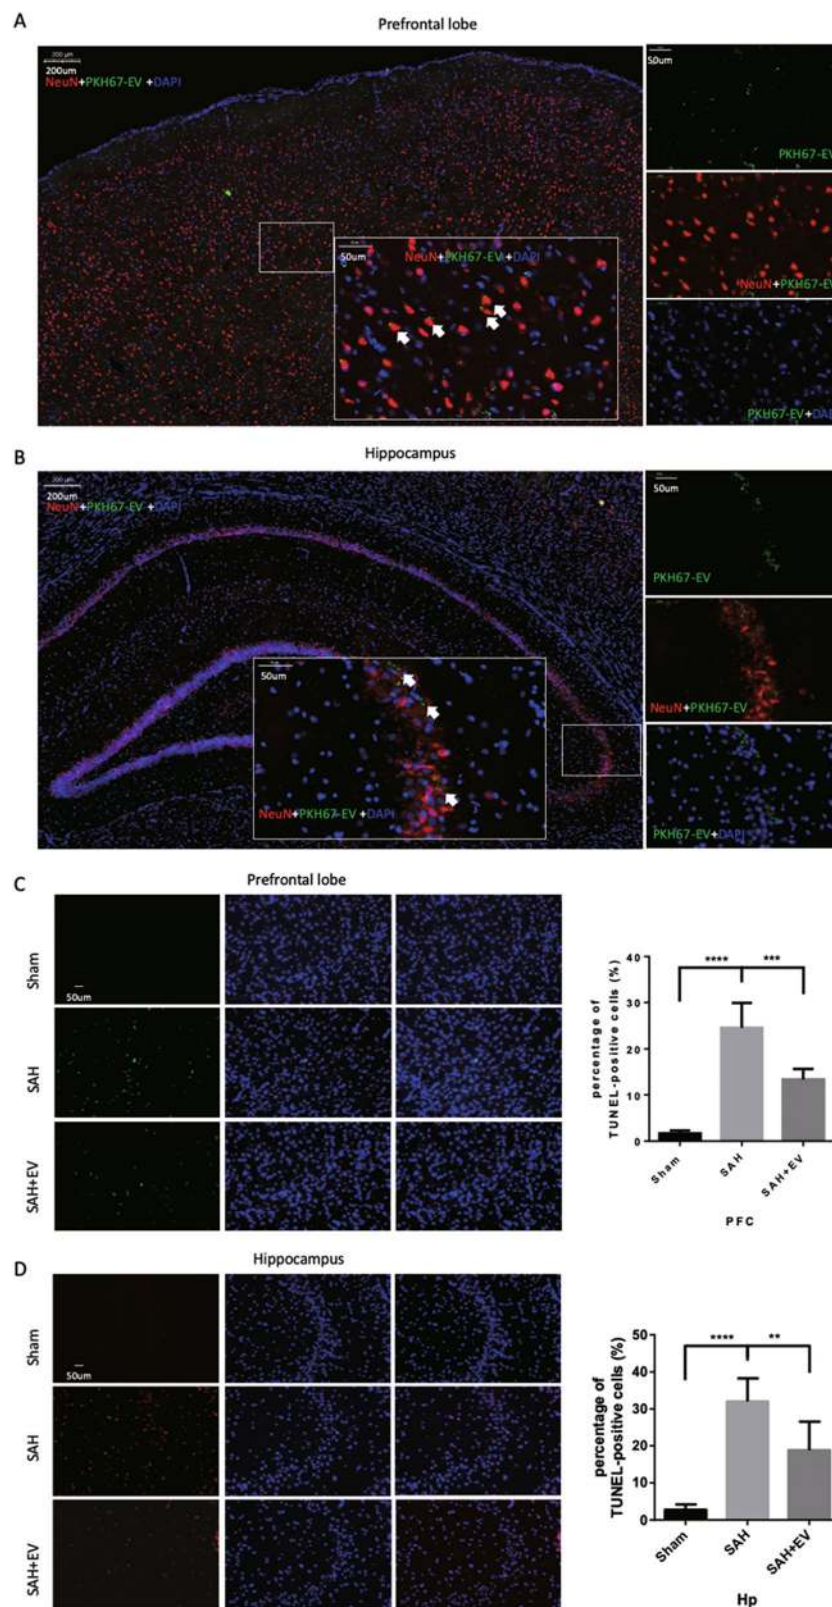 A
Prefrontal lobe
200 μm
200um
NeuN+PKH67-EV +DAPI
50um
PKH67-EV
50um
NeuN+PKH67-EV +DAPI
NeuN+PKH67-EV
PKH67-EV+DAPI
B
Hippocampus
200 μm
200um
NeuN+PKH67-EV +DAPI
50um
PKH67-EV
50um
NeuN+PKH67-EV +DAPI
NeuN+PKH67-EV
PKH67-EV+DAPI
C
Prefrontal lobe
Sham
50um
SAH
SAH+EV
percentage of
TUNEL-positive cells (%)
40
30
20
10
0
****
***
Sham
SAH
SAH+EV
PFC
D
Hippocampus
Sham
50um
SAH
SAH+EV
percentage of
TUNEL-positive cells (%)
50
40
30
20
10
0
****
**
Sham
SAH
SAH+EV
Hp